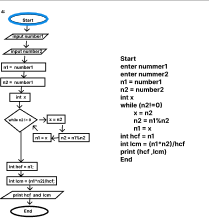 Start
input number1
input number2
n1 = number1
n2 = number2
int x
while n2 != 0
x = n2
n2 = n1%n2
n1 = x
int hcf = n1;
int lcm = (n1*n2)/hcf;
print hcf and lcm
End
Start
enter nummer1
enter nummer2
n1 = number1
n2 = number2
int x
while (n2!=0)
x = n2
n2 = n1%n2
n1 = x
int hcf = n1
int lcm = (n1*n2)/hcf
print (hcf ,lcm)
End